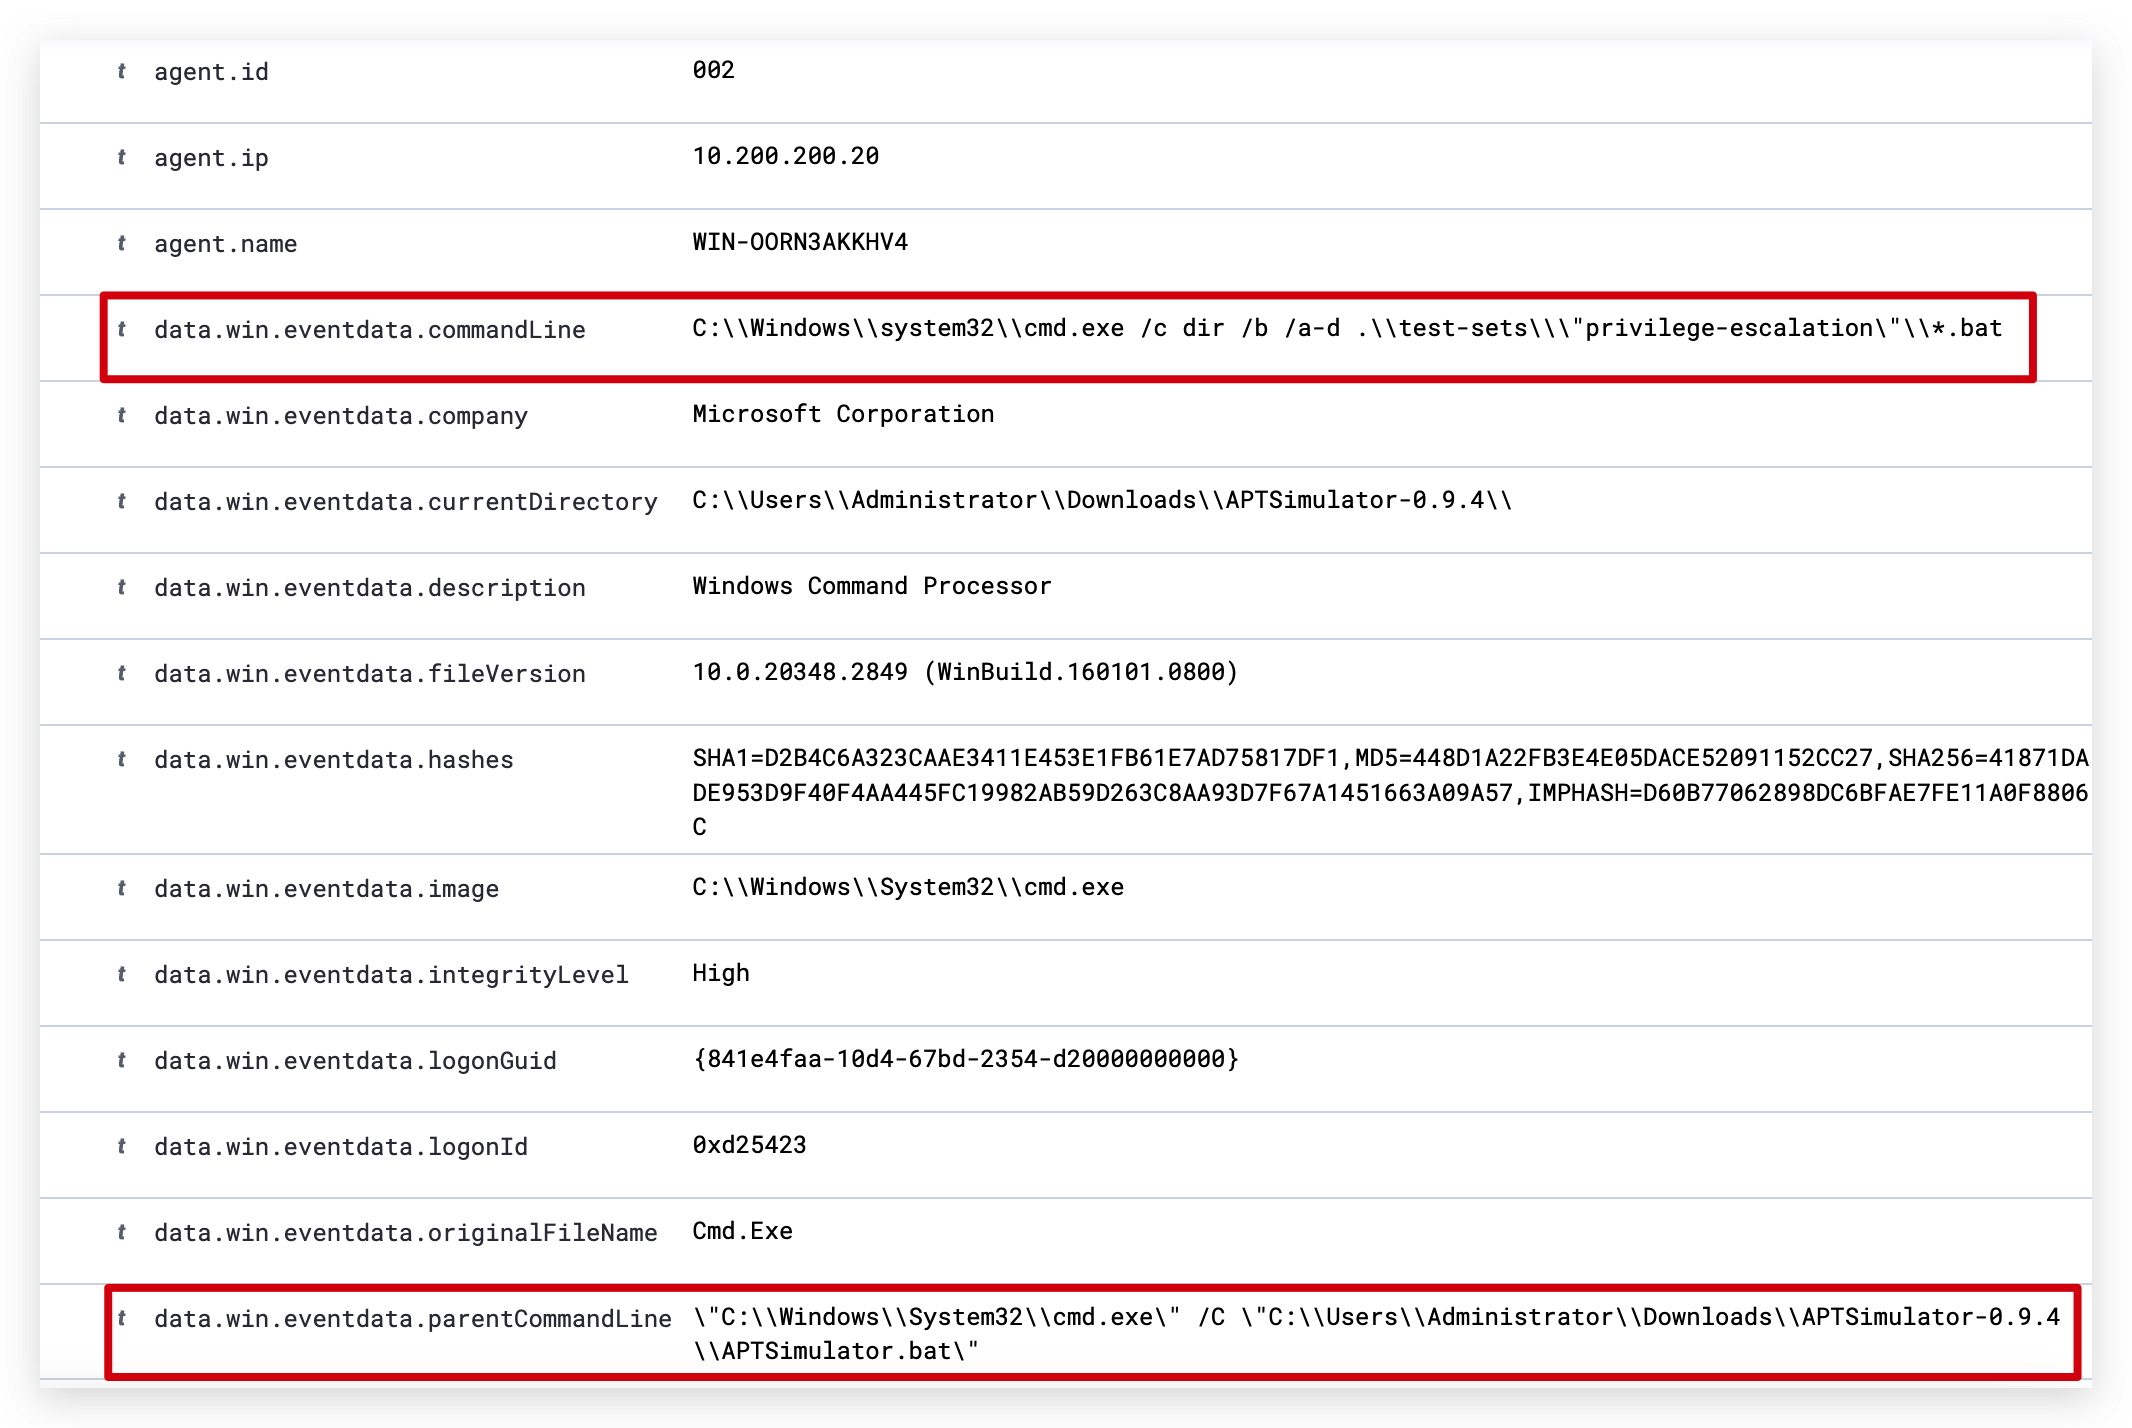 t agent.id 002
t agent.ip 10.200.200.20
t agent.name WIN-OORN3AKKHV4
t data.win.eventdata.commandLine C:\\Windows\\system32\\cmd.exe /c dir /b /a-d .\\test-sets\\\"privilege-escalation\"\\*.bat
t data.win.eventdata.company Microsoft Corporation
t data.win.eventdata.currentDirectory C:\\Users\\Administrator\\Downloads\\APTSimulator-0.9.4\\
t data.win.eventdata.description Windows Command Processor
t data.win.eventdata.fileVersion 10.0.20348.2849 (WinBuild.160101.0800)
t data.win.eventdata.hashes SHA1=D2B4C6A323CAAE3411E453E1FB61E7AD75817DF1,MD5=448D1A22FB3E4E05DACE52091152CC27,SHA256=41871DA
DE953D9F40F4AA445FC19982AB59D263C8AA93D7F67A1451663A09A57,IMPHASH=D60B77062898DC6BFAE7FE11A0F8806
C
t data.win.eventdata.image C:\\Windows\\System32\\cmd.exe
t data.win.eventdata.integrityLevel High
t data.win.eventdata.logonGuid {841e4faa-10d4-67bd-2354-d20000000000}
t data.win.eventdata.logonId 0xd25423
t data.win.eventdata.originalFileName Cmd.Exe
t data.win.eventdata.parentCommandLine \"C:\\Windows\\System32\\cmd.exe\" /C \"C:\\Users\\Administrator\\Downloads\\APTSimulator-0.9.4
\\APTSimulator.bat\"